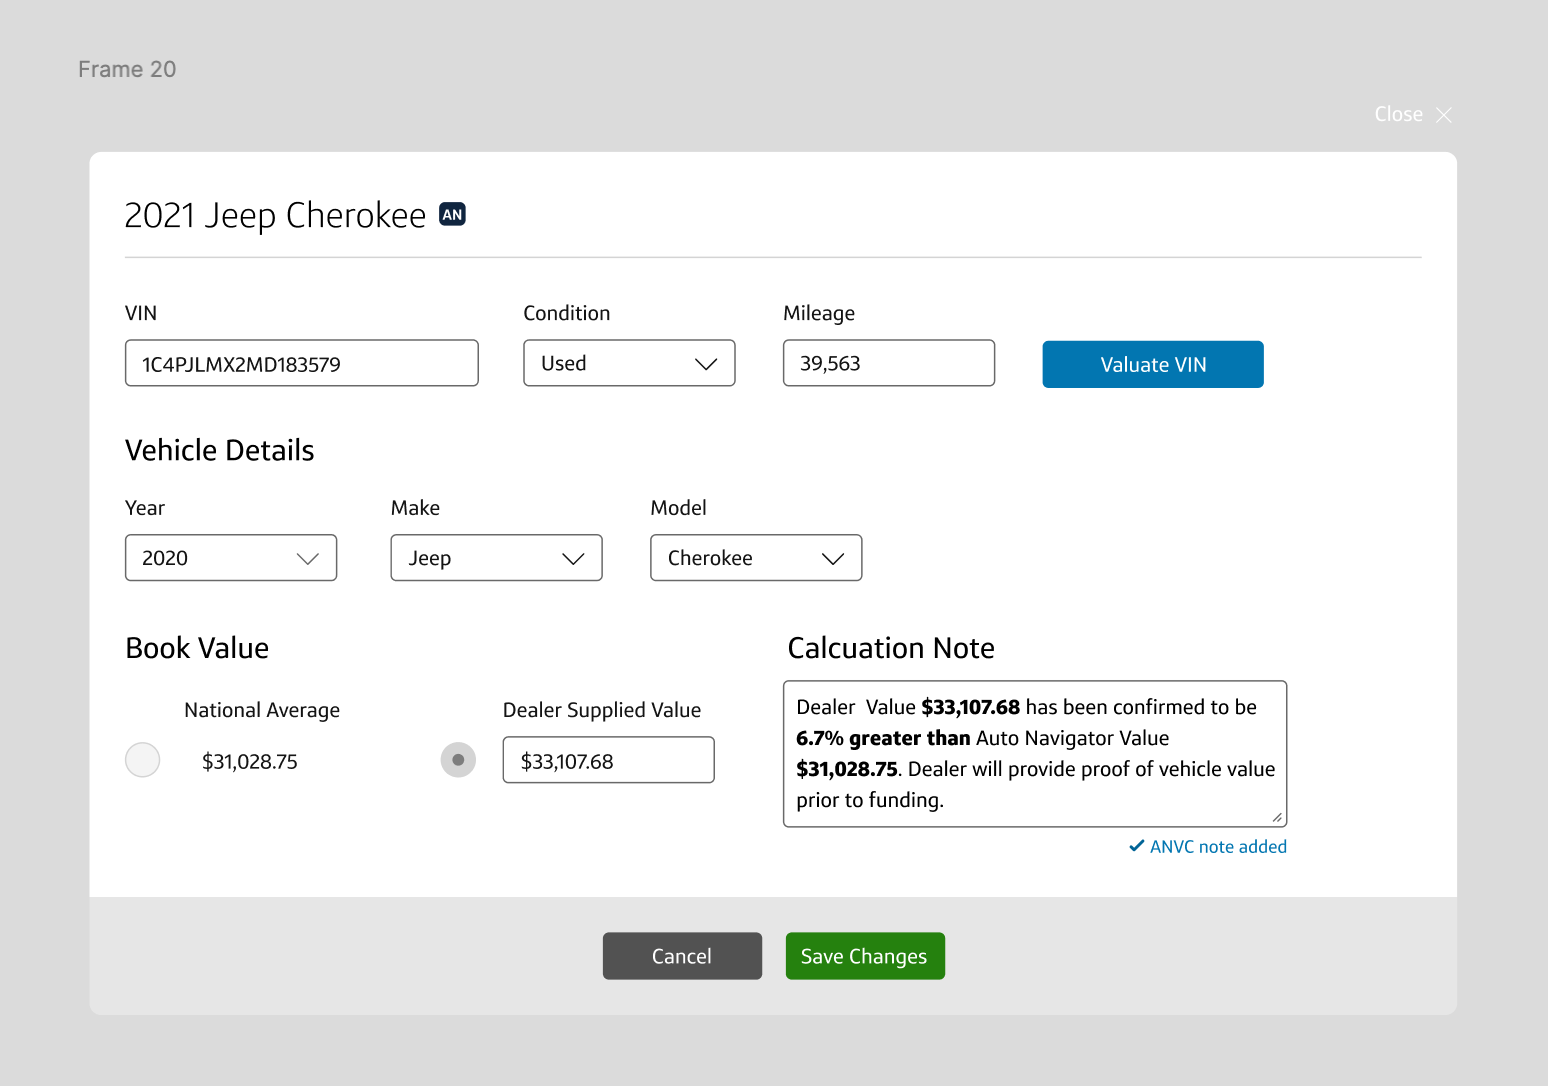 Frame 20
Close
2021 Jeep Cherokee AN
VIN
Condition
Mileage
1C4PJLMX2MD183579
Used
39,563
Valuate VIN
Vehicle Details
Year
Make
Model
2020
Jeep
Cherokee
Book Value
National Average
$31,028.75
Dealer Supplied Value
$33,107.68
Calcuation Note
Dealer  Value $33,107.68 has been confirmed to be
6.7% greater than Auto Navigator Value
$31,028.75. Dealer will provide proof of vehicle value
prior to funding.
ANVC note added
Cancel
Save Changes